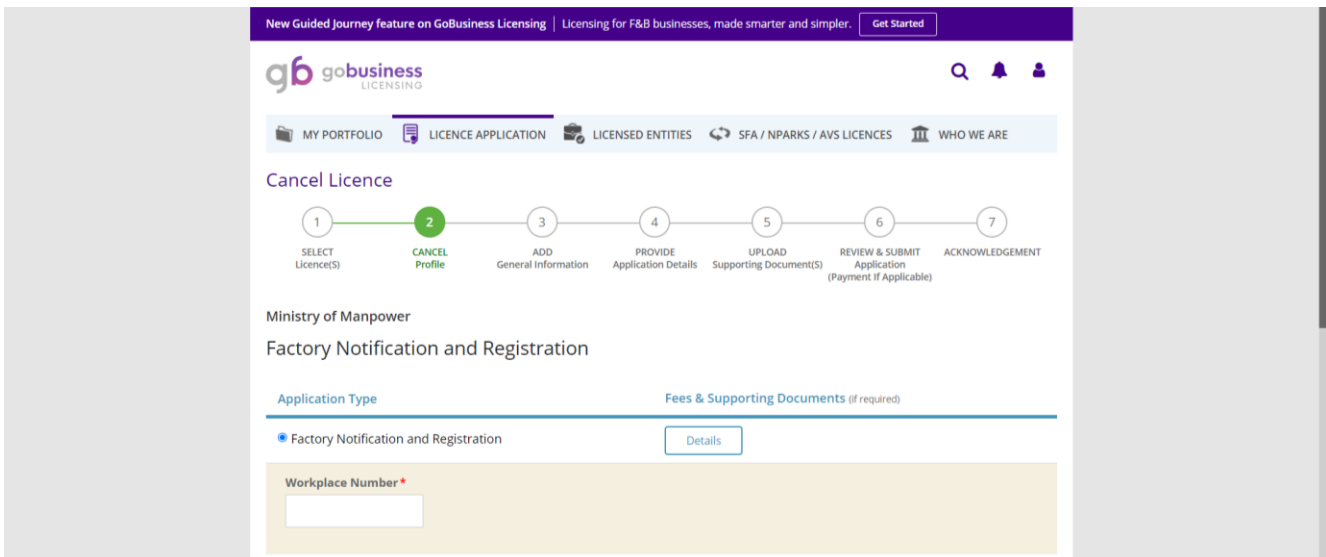 New Guided Journey feature on GoBusiness Licensing | Licensing for F&B businesses, made smarter and simpler. Get Started
gb gobusiness
LICENSING
MY PORTFOLIO LICENCE APPLICATION LICENSED ENTITIES SFA / NPARKS / AVS LICENCES WHO WE ARE
Cancel Licence
1 2 3 4 5 6 7
SELECT CANCEL ADD PROVIDE UPLOAD REVIEW & SUBMIT ACKNOWLEDGEMENT
Licence(S) Profile General Information Application Details Supporting Document(S) Application
(Payment If Applicable)
Ministry of Manpower
Factory Notification and Registration
Application Type Fees & Supporting Documents (if required)
Factory Notification and Registration Details
Workplace Number*